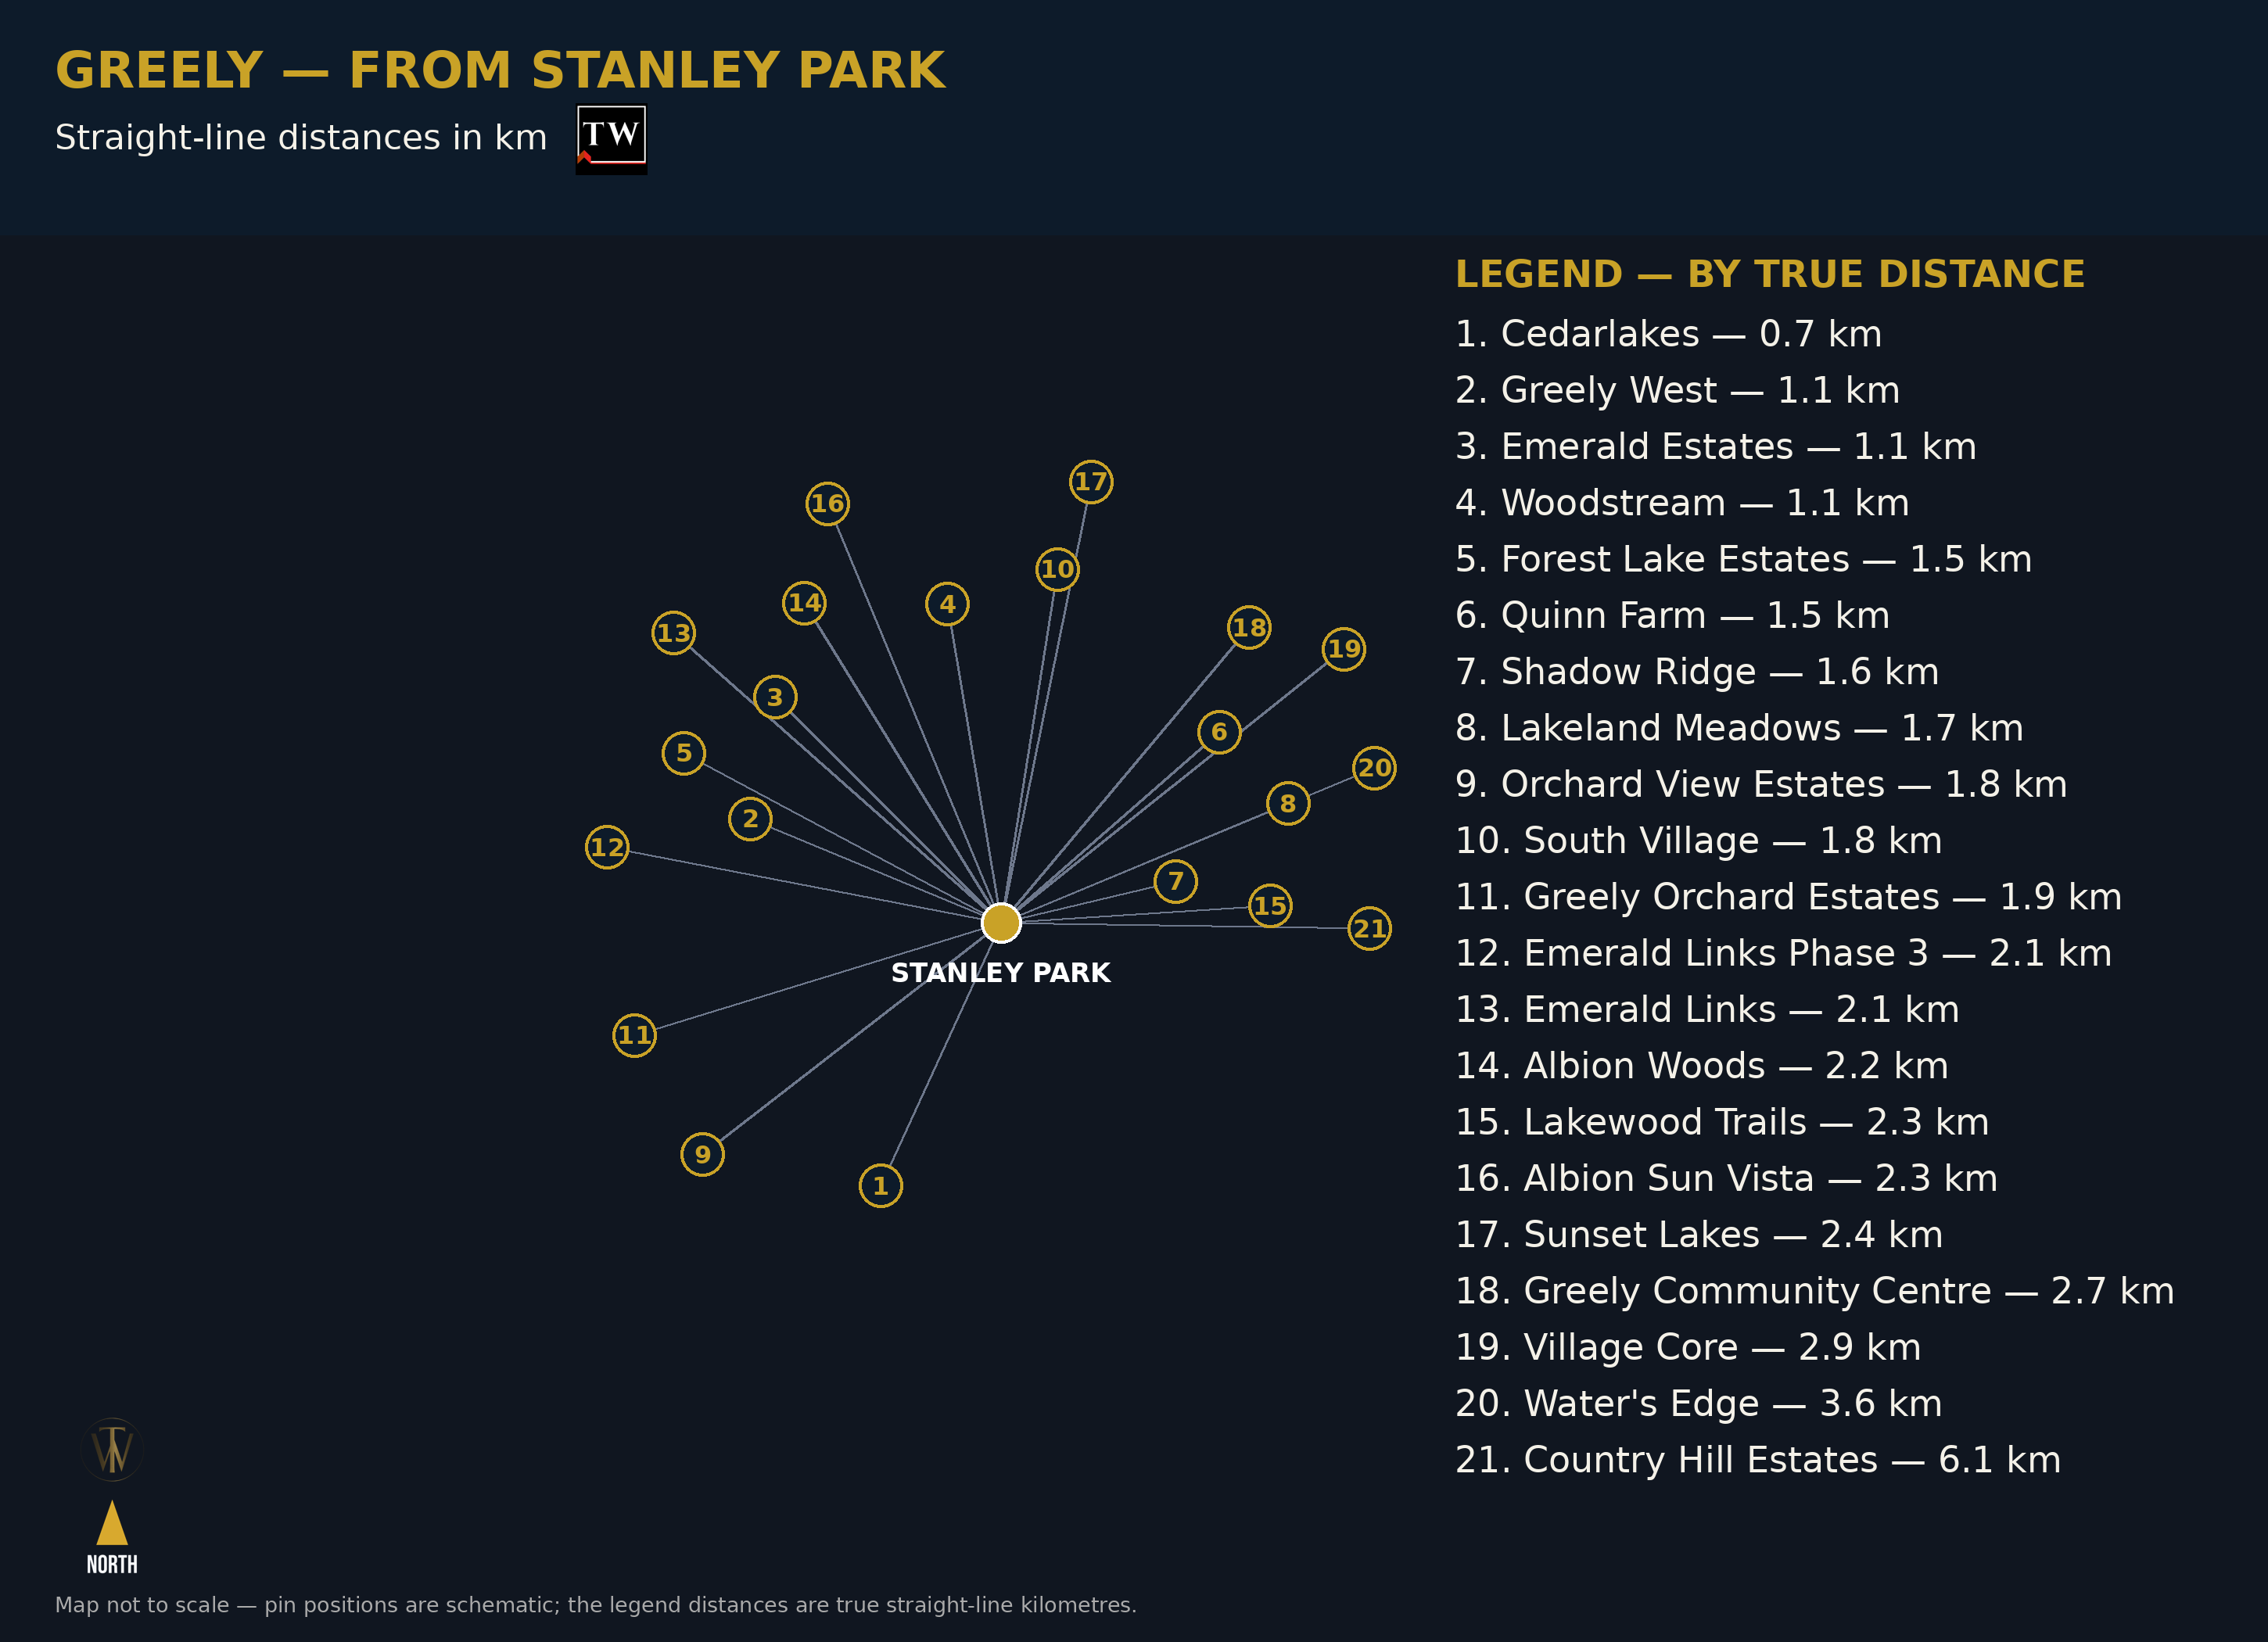 GREELY — FROM STANLEY PARK
Straight-line distances in km
TW
LEGEND — BY TRUE DISTANCE
1. Cedarlakes — 0.7 km
2. Greely West — 1.1 km
3. Emerald Estates — 1.1 km
4. Woodstream — 1.1 km
5. Forest Lake Estates — 1.5 km
6. Quinn Farm — 1.5 km
7. Shadow Ridge — 1.6 km
8. Lakeland Meadows — 1.7 km
9. Orchard View Estates — 1.8 km
10. South Village — 1.8 km
11. Greely Orchard Estates — 1.9 km
12. Emerald Links Phase 3 — 2.1 km
13. Emerald Links — 2.1 km
14. Albion Woods — 2.2 km
15. Lakewood Trails — 2.3 km
16. Albion Sun Vista — 2.3 km
17. Sunset Lakes — 2.4 km
18. Greely Community Centre — 2.7 km
19. Village Core — 2.9 km
20. Water's Edge — 3.6 km
21. Country Hill Estates — 6.1 km
17
16
10
14
4
18
13
19
3
6
5
20
8
2
12
7
15
21
STANLEY PARK
11
9
1
TW
NORTH
Map not to scale — pin positions are schematic; the legend distances are true straight-line kilometres.